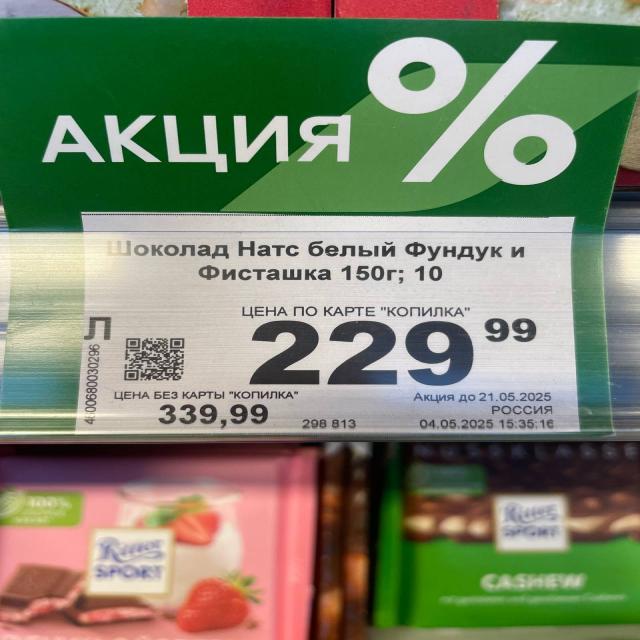 АКЦИЯ %
Шоколад Натс белый Фундук и
Фисташка 150г; 10
ЦЕНА ПО КАРТЕ "КОПИЛКА"
229 99
Л
ЦЕНА БЕЗ КАРТЫ "КОПИЛКА"
339,99
298 813
Акция до 21.05.2025
РОССИЯ
04.05.2025 15:35:16
100%
Ritter
SPORT
Ritter
SPORT
CASHEW